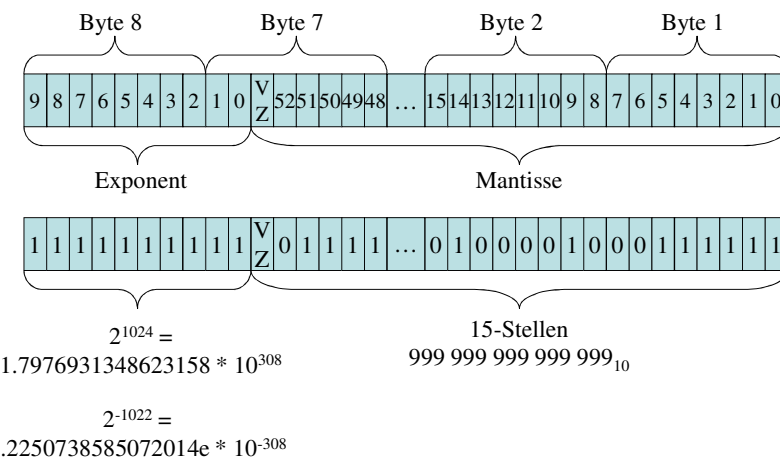 Byte 8 Byte 7 Byte 2 Byte 1
9 8 7 6 5 4 3 2 1 0 V Z 52 51 50 49 48 ... 15 14 13 12 11 10 9 8 7 6 5 4 3 2 1 0
Exponent Mantisse
1 1 1 1 1 1 1 1 1 1 V Z 0 1 1 1 1 ... 0 1 0 0 0 0 1 0 0 0 1 1 1 1 1 1
2^1024 =
1.7976931348623158 * 10^308
15-Stellen
999 999 999 999 999_10
2^-1022 =
.2250738585072014e * 10^-308